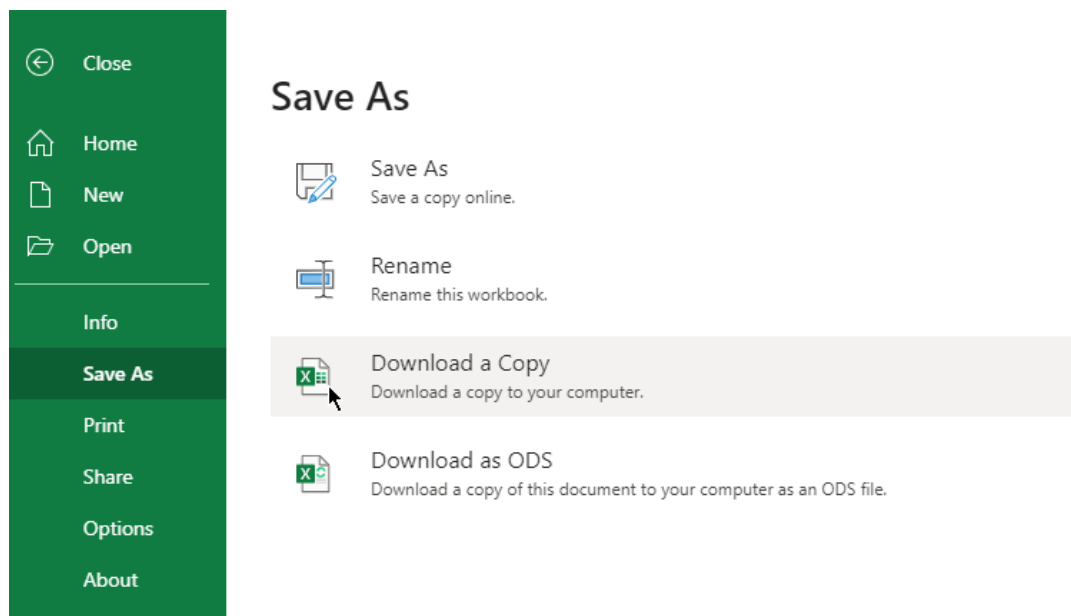 Close
Home
New
Open
Info
Save As
Print
Share
Options
About
Save As
Save As
Save a copy online.
Rename
Rename this workbook.
Download a Copy
Download a copy to your computer.
Download as ODS
Download a copy of this document to your computer as an ODS file.